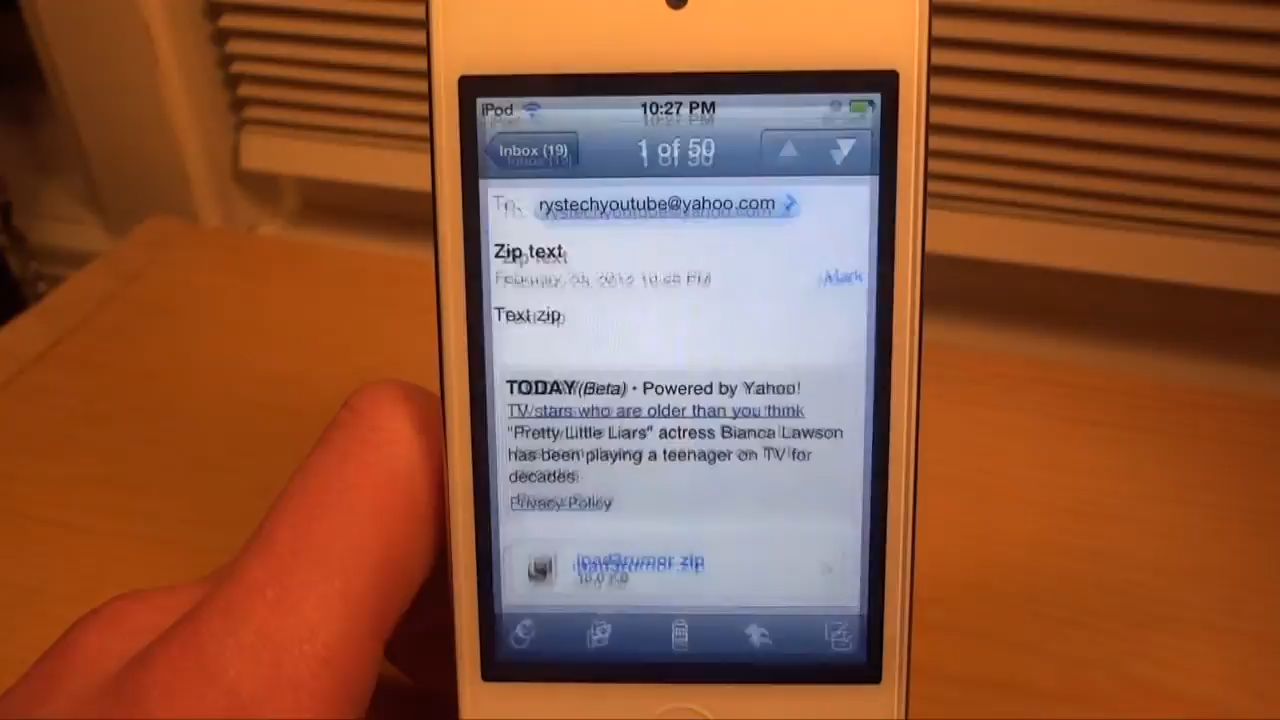 iPod 10:27 PM
Inbox (19) 1 of 50
To: rystechyoutube@yahoo.com
Zip text
Mark
Text zip
TODAY (Beta) • Powered by Yahoo!
TV stars who are older than you think
"Pretty Little Liars" actress Bianca Lawson
has been playing a teenager on TV for
decades.
Privacy Policy
ipad3rumor.zip